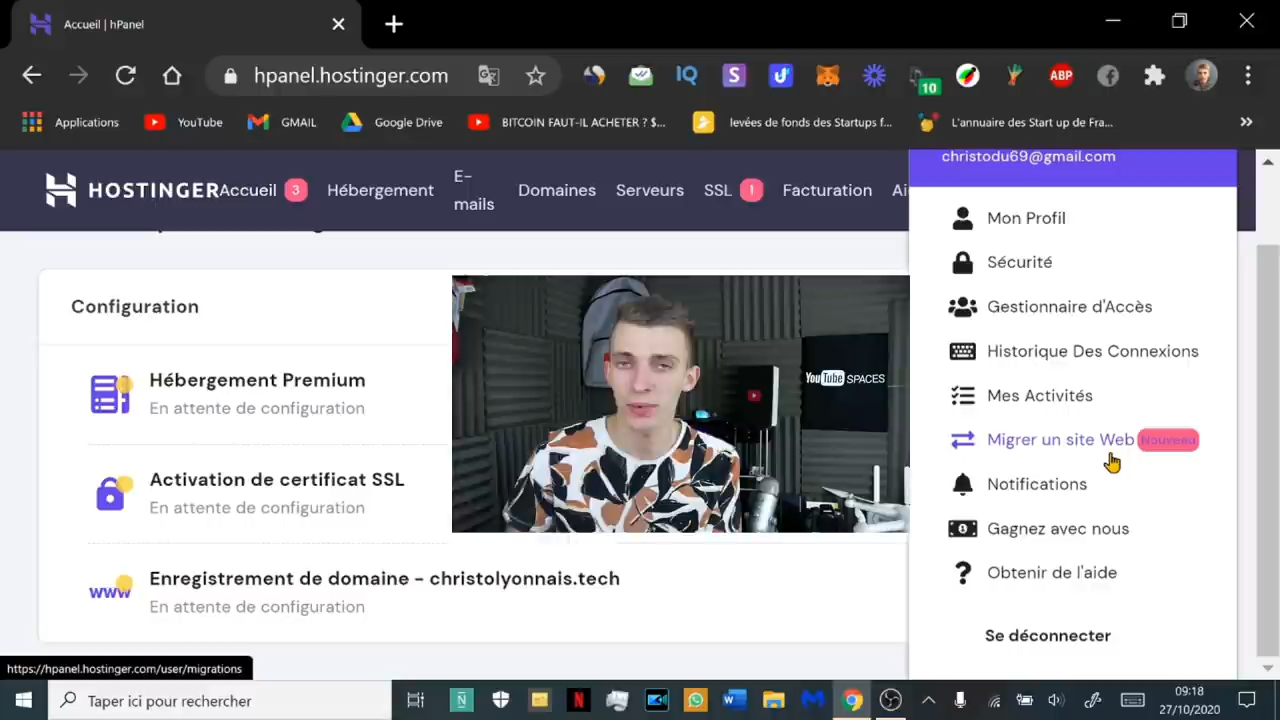 Accueil | hPanel
hpanel.hostinger.com
10
ABP
Applications
YouTube
GMAIL
Google Drive
BITCOIN FAUT-IL ACHETER ? $...
levées de fonds des Startups f...
L'annuaire des Start up de Fra...
HOSTINGER
Accueil 3
Hébergement
E-
mails
Domaines
Serveurs
SSL 1
Facturation
Ai
christodu69@gmail.com
Mon Profil
Sécurité
Gestionnaire d'Accès
Historique Des Connexions
Mes Activités
Migrer un site Web Nouveau
Notifications
Gagnez avec nous
Obtenir de l'aide
Se déconnecter
Configuration
Hébergement Premium
En attente de configuration
Activation de certificat SSL
En attente de configuration
www
Enregistrement de domaine - christolyonnais.tech
En attente de configuration
YouTube SPACES
https://hpanel.hostinger.com/user/migrations
Taper ici pour rechercher
09:18
27/10/2020